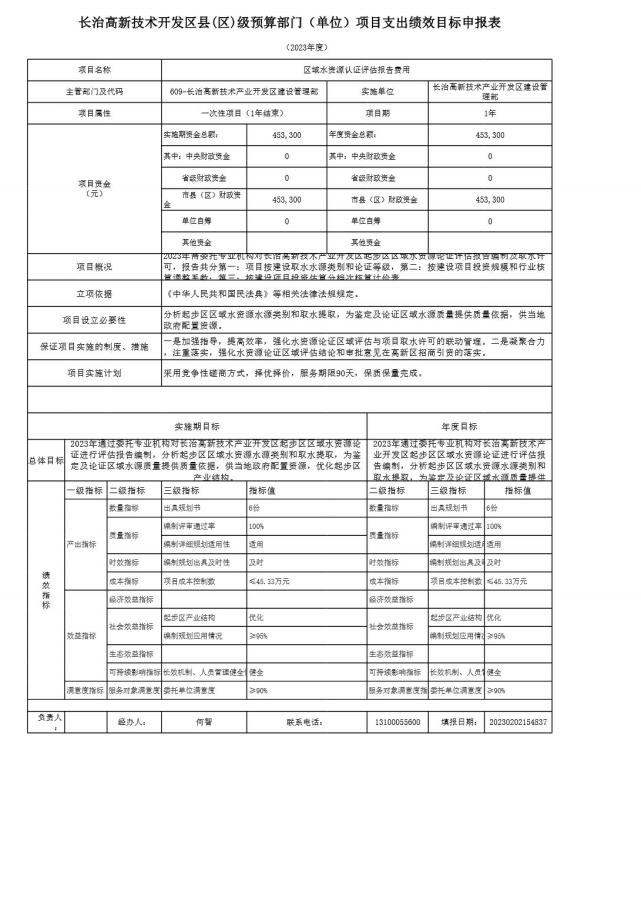 长治高新技术开发区县(区)级预算部门（单位）项目支出绩效目标申报表
（2023年度）
项目名称 区域水资源认证评估报告费用
主管部门及代码 609-长治高新技术产业开发区建设管理部 实施单位 长治高新技术产业开发区建设管理部
项目属性 一次性项目（1年结束） 项目期 1年
项目资金（元） 实施期资金总额： 453,300 年度资金总额： 453,300
其中：中央财政资金 0 其中：中央财政资金 0
省级财政资金 0 省级财政资金 0
市县（区）财政资金 453,300 市县（区）财政资金 453,300
单位自筹 0 单位自筹 0
其他资金 其他资金
项目概况 2023年需委托专业机构对长治高新技术产业开发区起步区区域水资源论证评估报告编制及取水许
可，报告共分第一：项目按建设取水水源类别和论证等级，第二：按建设项目投资规模和行业核
算调整系数；第三：按建设项目投资估算分档次核算计价表
立项依据 《中华人民共和国民法典》等相关法律法规规定。
项目设立必要性 分析起步区区域水资源水源类别和取水提取，为鉴定及论证区域水源质量提供质量依据，供当地
政府配置资源。
保证项目实施的制度、措施 一是加强指导，提高效率，强化水资源论证区域评估与项目取水许可的联动管理。二是凝聚合力
，注重落实，强化水资源论证区域评估结论和审批意见在高新区招商引资的落实。
项目实施计划 采用竞争性磋商方式，择优择价，服务期限90天，保质保量完成。
实施期目标 年度目标
总体目标 2023年通过委托专业机构对长治高新技术产业开发区起步区区域水资源论
证进行评估报告编制，分析起步区区域水资源水源类别和取水提取，为鉴
定及论证区域水源质量提供质量依据，供当地政府配置资源，优化起步区
产业结构。
2023年通过委托专业机构对长治高新技术产
业开发区起步区区域水资源论证进行评估报
告编制，分析起步区区域水资源水源类别和
取水提取，为鉴定及论证区域水源质量提供
绩效指标
一级指标 二级指标 三级指标 指标值 二级指标 三级指标 指标值
产出指标 数量指标 出具规划书 6份 数量指标 出具规划书 6份
质量指标 编制评审通过率 100% 质量指标 编制评审通过率 100%
编制详细规划适用性 适用 编制详细规划适用 适用
时效指标 编制规划出具及时性 及时 时效指标 编制规划出具及 及时
成本指标 项目成本控制数 ≤45.33万元 成本指标 项目成本控制数 ≤45.33万元
效益指标 经济效益指标 经济效益指标
社会效益指标 起步区产业结构 优化 社会效益指标 起步区产业结构 优化
编制规划应用情况 ≥95% 编制规划应用情 ≥95%
生态效益指标 生态效益指标
可持续影响指标 长效机制、人员管理健全 健全 可持续影响指标 长效机制、人员 健全
满意度指标 服务对象满意度 委托单位满意度 ≥90% 服务对象满意度 委托单位满意度 ≥90%
负责人： 经办人： 何智 联系电话： 13100055600 填报日期： 20230202154837